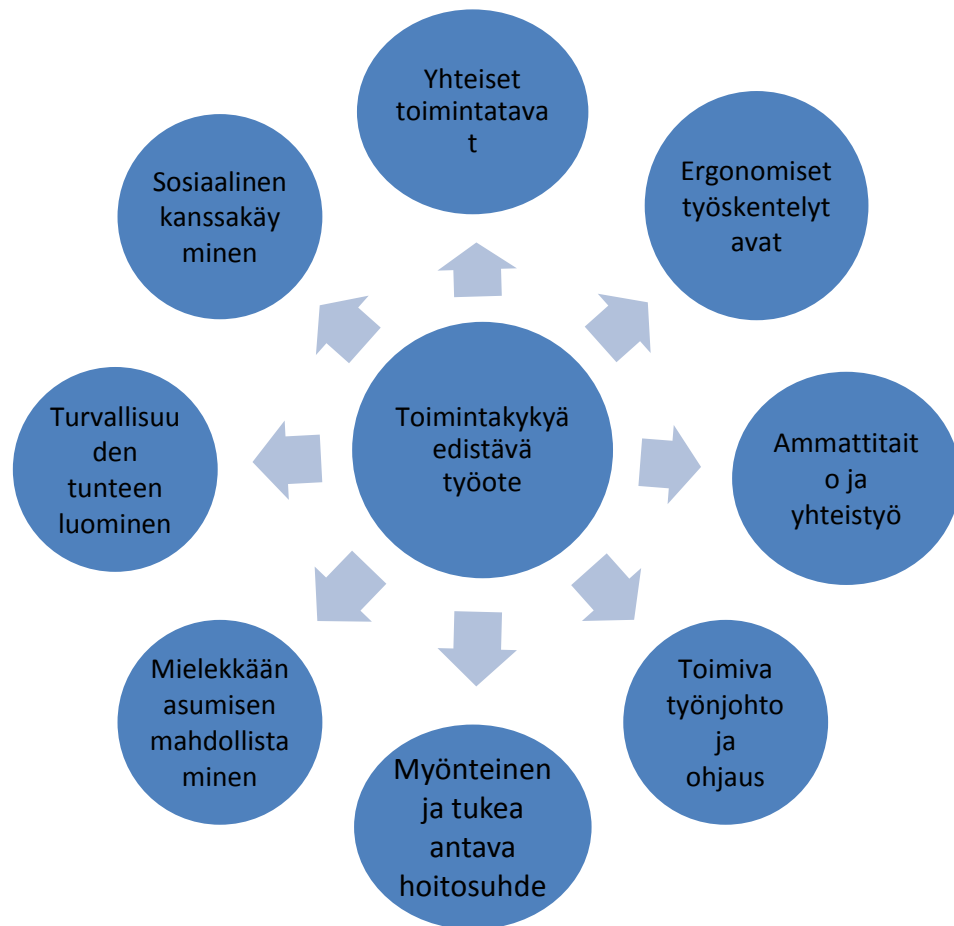 Yhteiset
toimintatava
t
Ergonomiset
työskentelyt
avat
Ammattitait
o ja
yhteistyö
Toimiva
työnjohto
ja
ohjaus
Myönteinen
ja tukea
antava
hoitosuhde
Mielekkään
asumisen
mahdollista
minen
Turvallisuu
den
tunteen
luominen
Sosiaalinen
kanssakäy
minen
Toimintakykyä
edistävä
työote